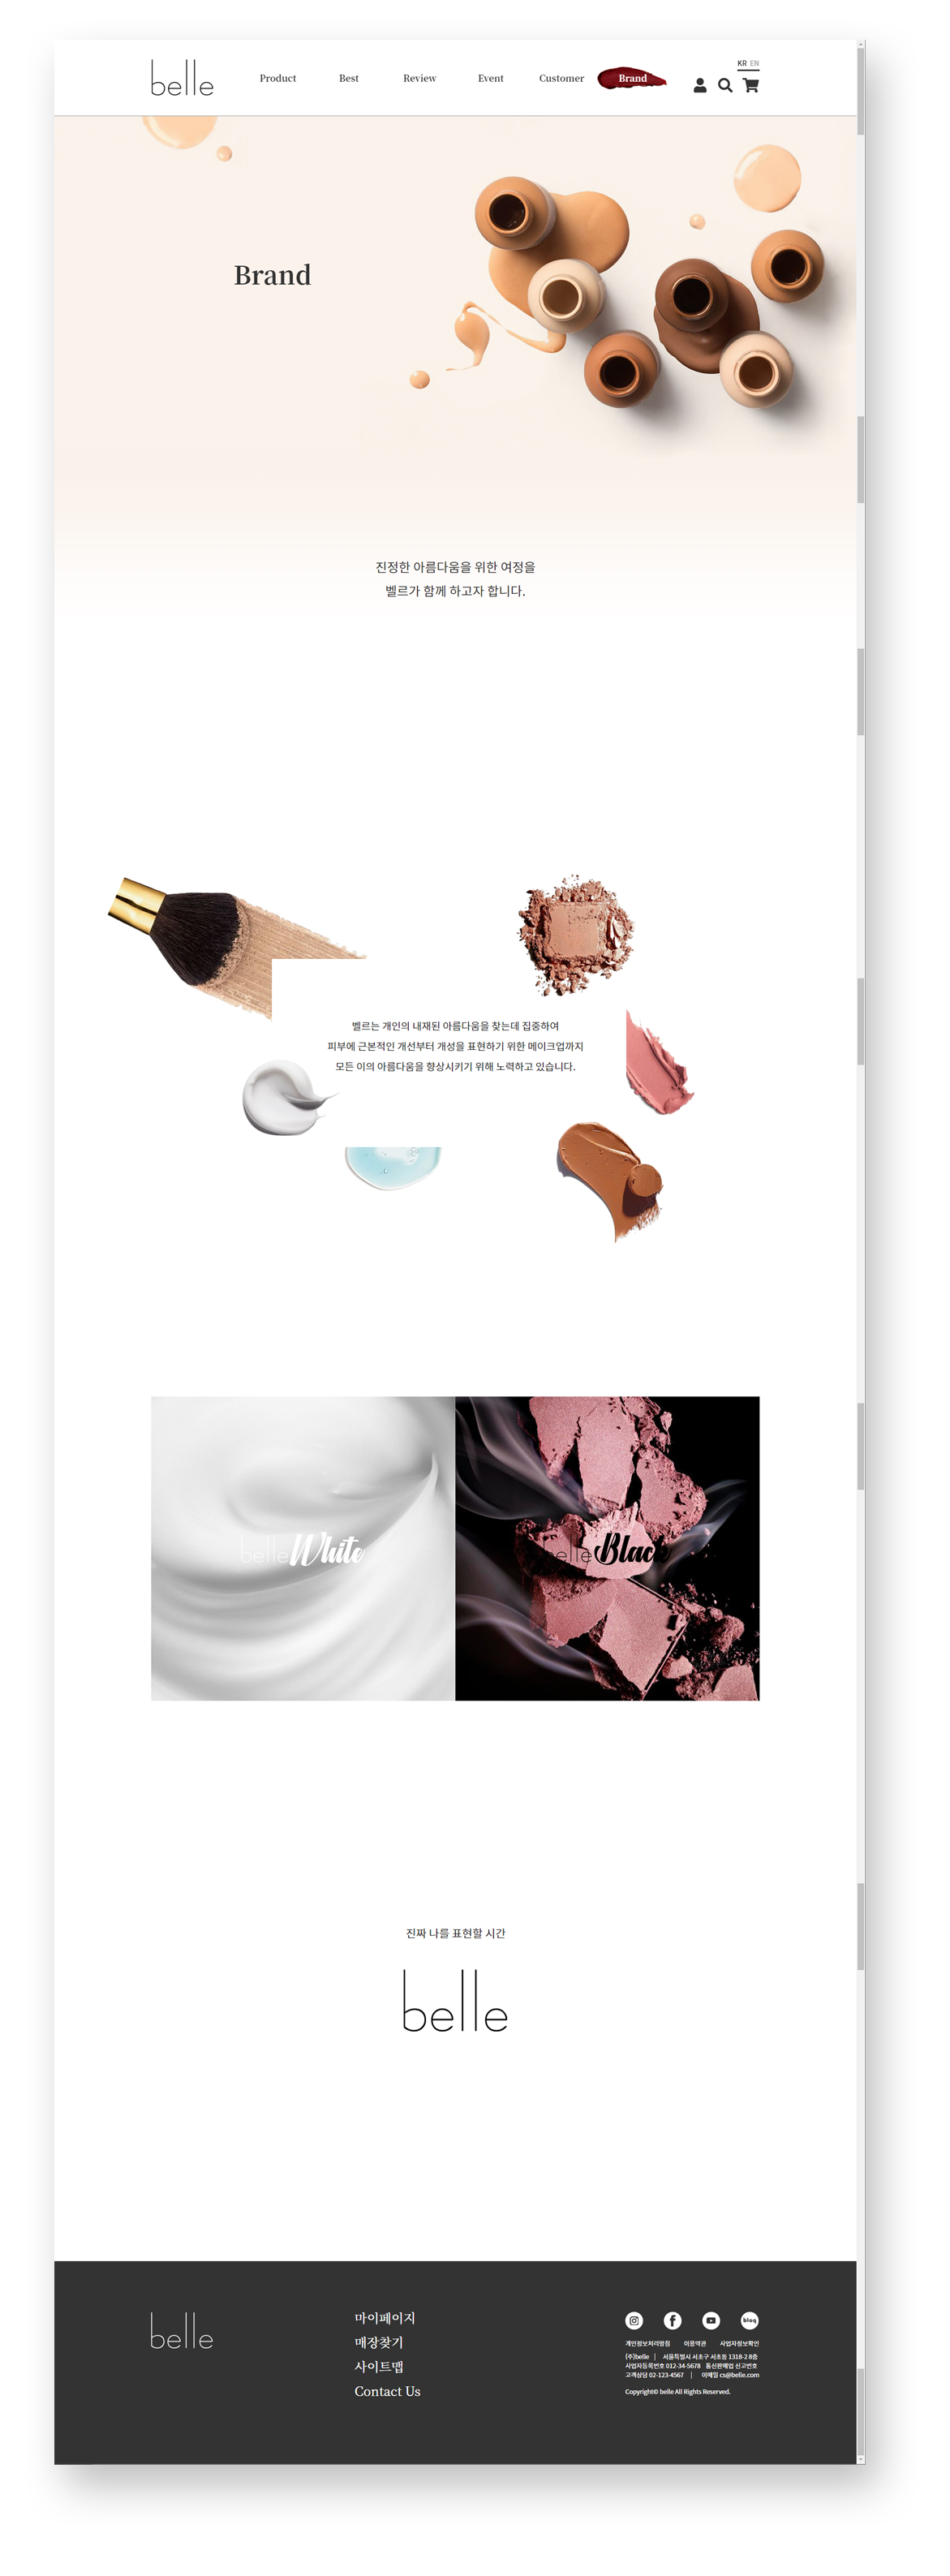 belle
Product Best Review Event Customer Brand
KR EN
Brand
진정한 아름다움을 위한 여정을
벨르가 함께 하고자 합니다.
벨르는 개인의 내재된 아름다움을 찾는데 집중하여
피부에 근본적인 개선부터 개성을 표현하기 위한 메이크업까지
모든 이의 아름다움을 향상시키기 위해 노력하고 있습니다.
belle White
belle Black
진짜 나를 표현할 시간
belle
belle
마이페이지
매장찾기
사이트맵
Contact Us
blog
개인정보처리방침 이용약관 사업자정보확인
(주)belle | 서울특별시 서초구 서초동 1318-2 8층
사업자등록번호 012-34-5678 통신판매업 신고번호
고객상담 02-123-4567 | 이메일 cs@belle.com
Copyright© belle All Rights Reserved.